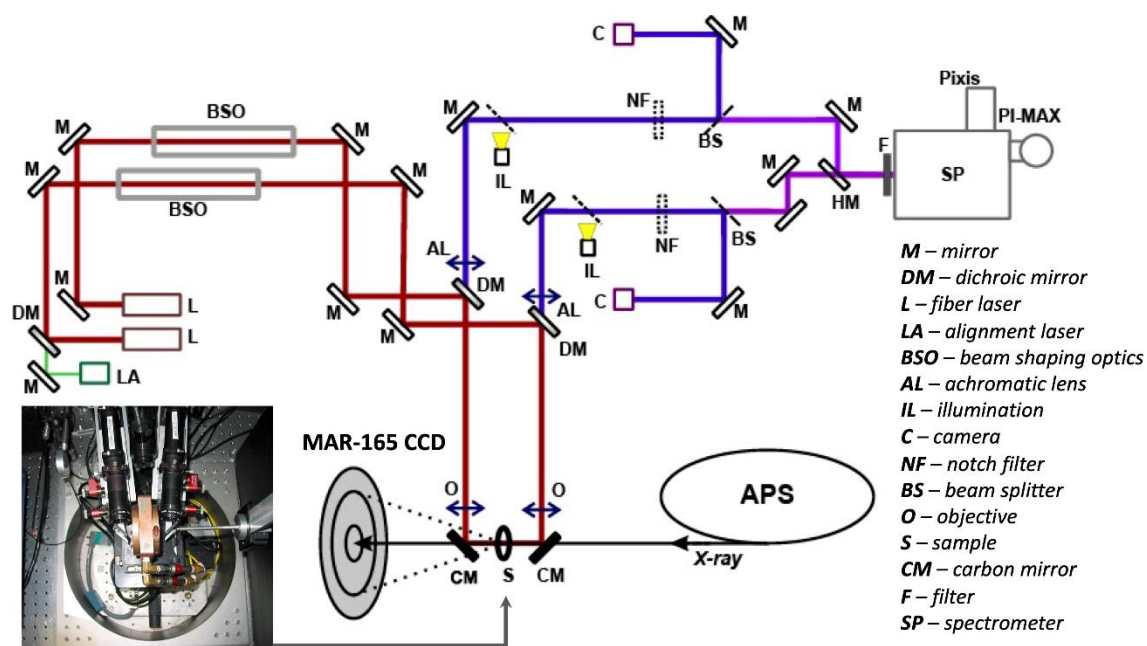 C
M
Pixis
PI-MAX
BSO
M
M
M
NF
BS
M
F
SP
IL
M
M
BSO
M
M
M
HM
NF
BS
IL
AL
DM
M
L
DM
M
AL
C
M
M
DM
L
M
LA
MAR-165 CCD
O
O
APS
X-ray
CM
S
CM
M – mirror
DM – dichroic mirror
L – fiber laser
LA – alignment laser
BSO – beam shaping optics
AL – achromatic lens
IL – illumination
C – camera
NF – notch filter
BS – beam splitter
O – objective
S – sample
CM – carbon mirror
F – filter
SP – spectrometer